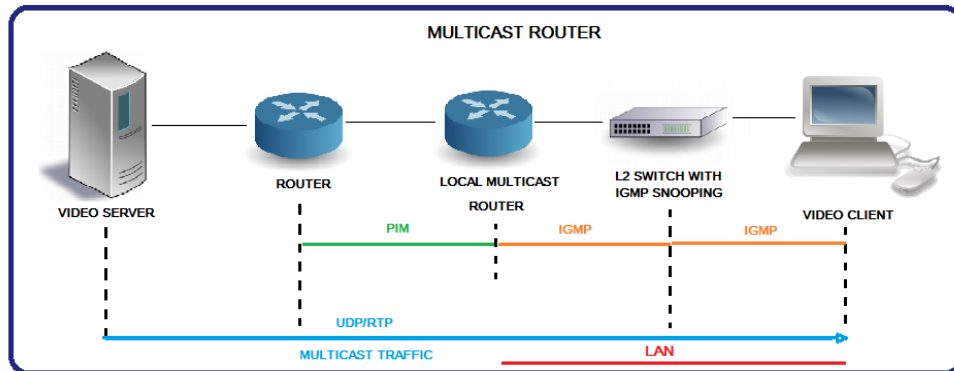 MULTICAST ROUTER
VIDEO SERVER
ROUTER
LOCAL MULTICAST
ROUTER
L2 SWITCH WITH
IGMP SNOOPING
VIDEO CLIENT
PIM
IGMP
IGMP
UDP/RTP
MULTICAST TRAFFIC
LAN